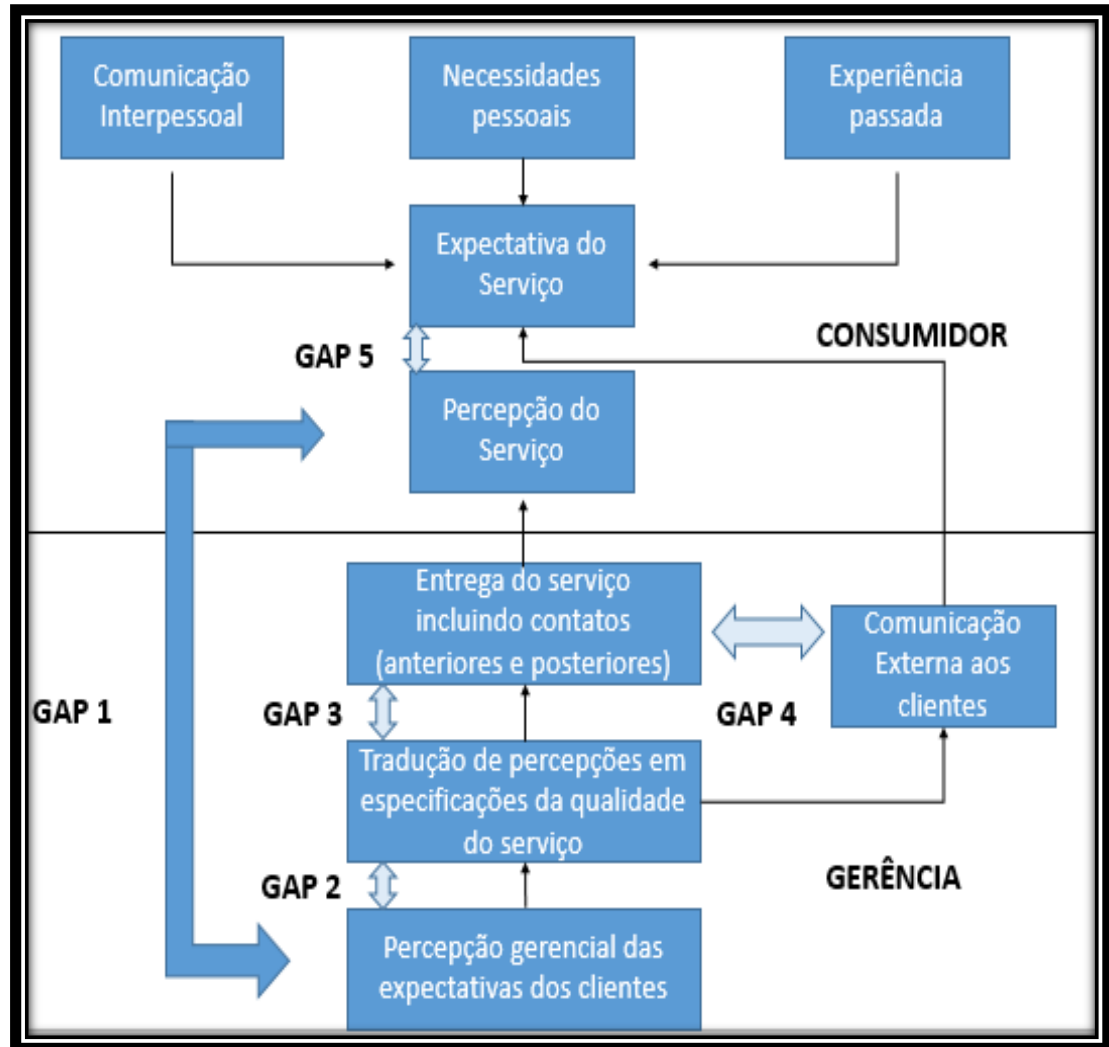 Comunicação
Interpessoal
Necessidades
pessoais
Experiência
passada
Expectativa do
Serviço
CONSUMIDOR
GAP 5
Percepção do
Serviço
Entrega do serviço
incluindo contatos
(anteriores e posteriores)
Comunicação
Externa aos
clientes
GAP 1
GAP 3
GAP 4
Tradução de percepções em
especificações da qualidade
do serviço
GAP 2
GERÊNCIA
Percepção gerencial das
expectativas dos clientes